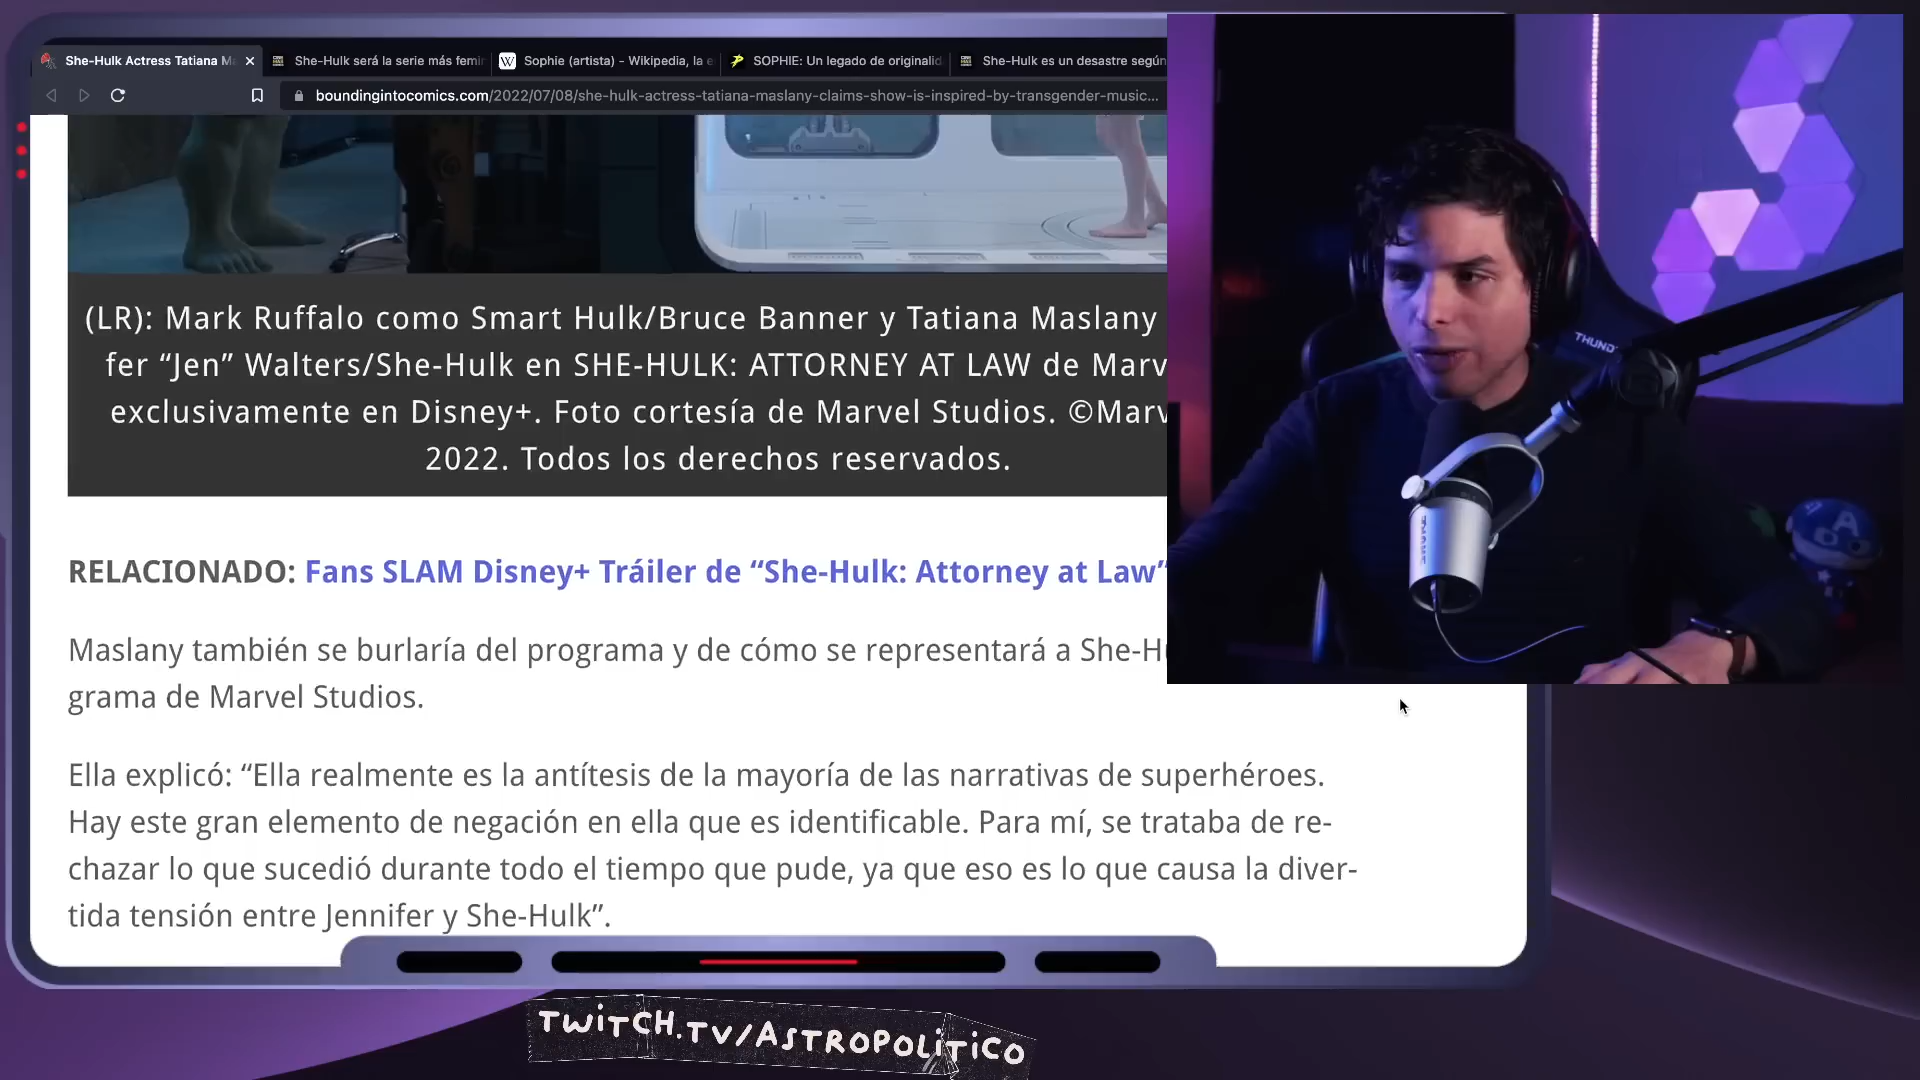 She-Hulk Actress Tatiana M
She-Hulk será la serie más femin
W
Sophie (artista) - Wikipedia, la e
SOPHIE: Un legado de originalid
She-Hulk es un desastre según
boundingintocomics.com/2022/07/08/she-hulk-actress-tatiana-maslany-claims-show-is-inspired-by-transgender-music...
(LR): Mark Ruffalo como Smart Hulk/Bruce Banner y Tatiana Maslany
fer “Jen” Walters/She-Hulk en SHE-HULK: ATTORNEY AT LAW de Marv
exclusivamente en Disney+. Foto cortesía de Marvel Studios. ©Marv
2022. Todos los derechos reservados.
RELACIONADO: Fans SLAM Disney+ Tráiler de “She-Hulk: Attorney at Law”
Maslany también se burlaría del programa y de cómo se representará a She-Hu
grama de Marvel Studios.
Ella explicó: “Ella realmente es la antítesis de la mayoría de las narrativas de superhéroes.
Hay este gran elemento de negación en ella que es identificable. Para mí, se trataba de re-
chazar lo que sucedió durante todo el tiempo que pude, ya que eso es lo que causa la diver-
tida tensión entre Jennifer y She-Hulk”.
THUND
A
TWiTCH.TV/ASTROPOLiTiCO